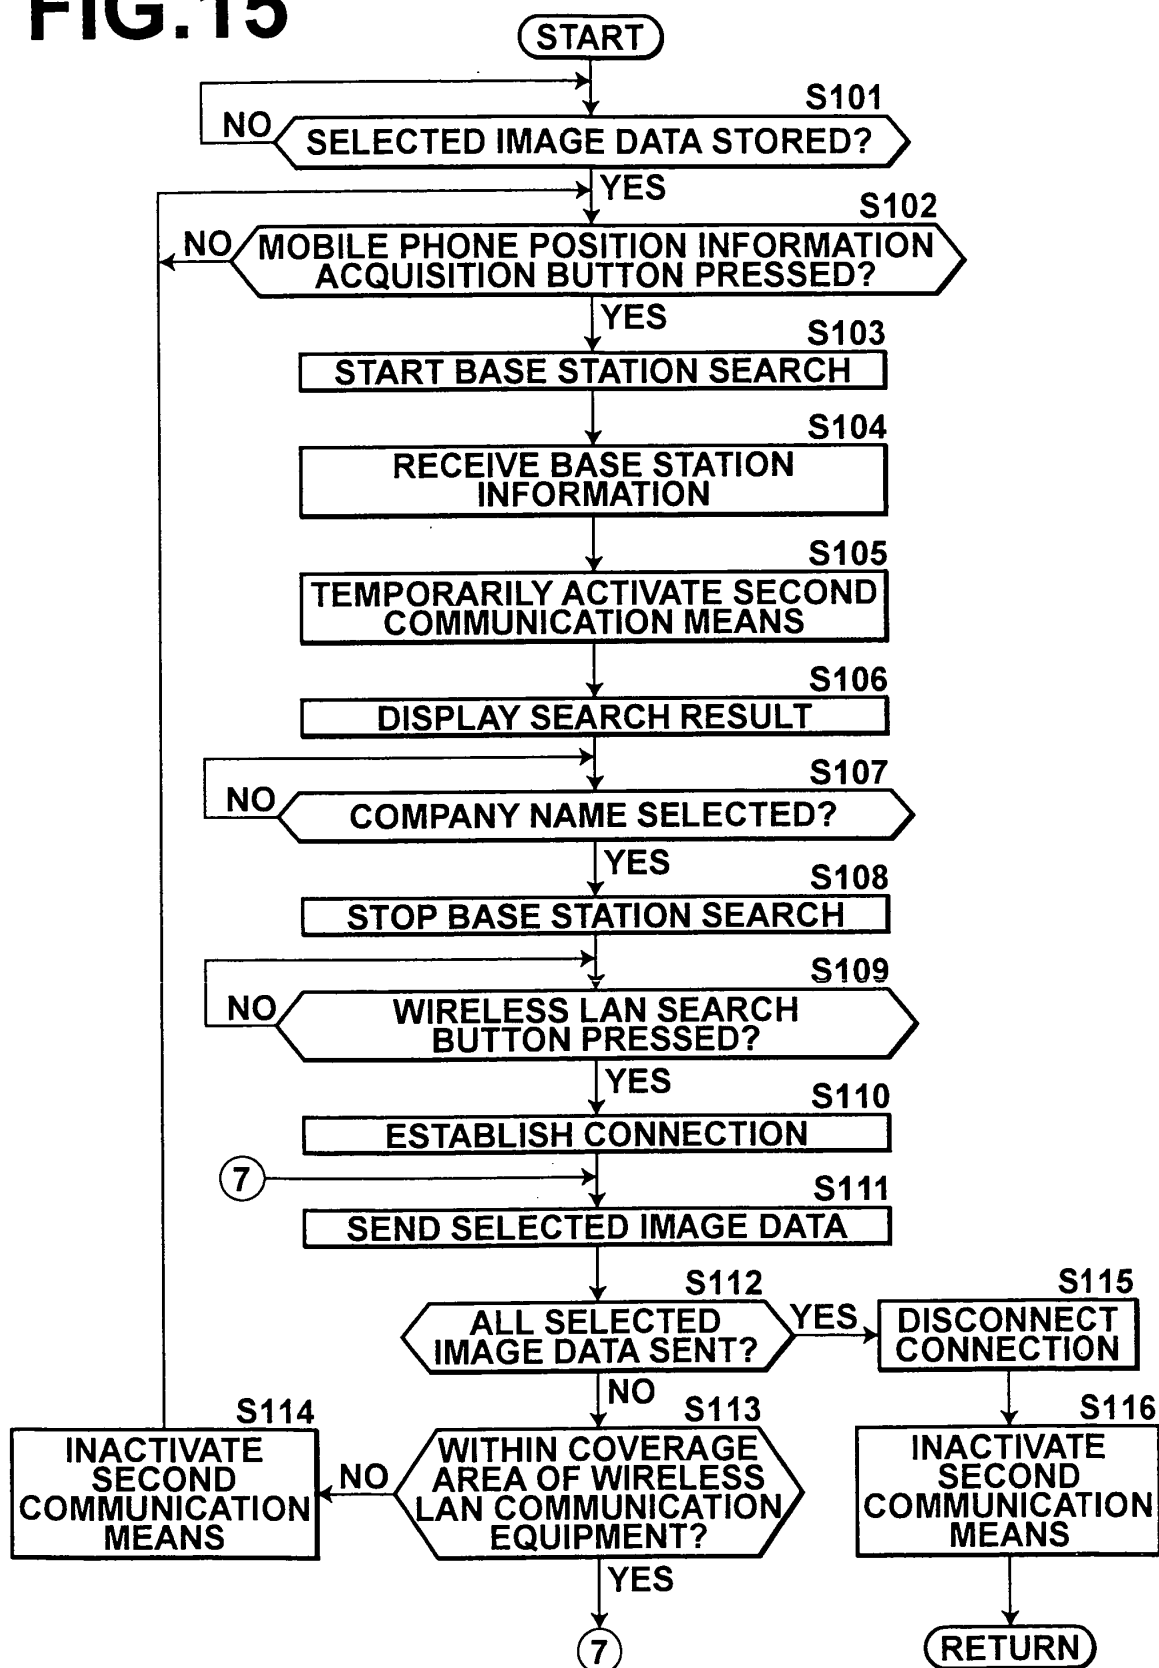 FIG.15
START
S101
NO
SELECTED IMAGE DATA STORED?
YES
S102
NO
MOBILE PHONE POSITION INFORMATION
ACQUISITION BUTTON PRESSED?
YES
S103
START BASE STATION SEARCH
S104
RECEIVE BASE STATION
INFORMATION
S105
TEMPORARILY ACTIVATE SECOND
COMMUNICATION MEANS
S106
DISPLAY SEARCH RESULT
S107
NO
COMPANY NAME SELECTED?
YES
S108
STOP BASE STATION SEARCH
S109
NO
WIRELESS LAN SEARCH
BUTTON PRESSED?
YES
S110
ESTABLISH CONNECTION
7
S111
SEND SELECTED IMAGE DATA
S112
ALL SELECTED
IMAGE DATA SENT?
YES
S115
DISCONNECT
CONNECTION
NO
S114
INACTIVATE
SECOND
COMMUNICATION
MEANS
NO
S113
WITHIN COVERAGE
AREA OF WIRELESS
LAN COMMUNICATION
EQUIPMENT?
S116
INACTIVATE
SECOND
COMMUNICATION
MEANS
YES
7
RETURN